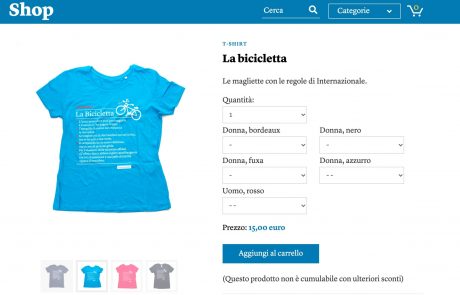 Shop
Cerca
Categorie
0
T-SHIRT
La bicicletta
Le magliette con le regole di Internazionale.
Quantità:
1
Donna, bordeaux
Donna, nero
-
-
Donna, fuxa
Donna, azzurro
-
--
Uomo, rosso
--
Prezzo: 15,00 euro
Aggiungi al carrello
(Questo prodotto non è cumulabile con ulteriori sconti)
La Bicicletta